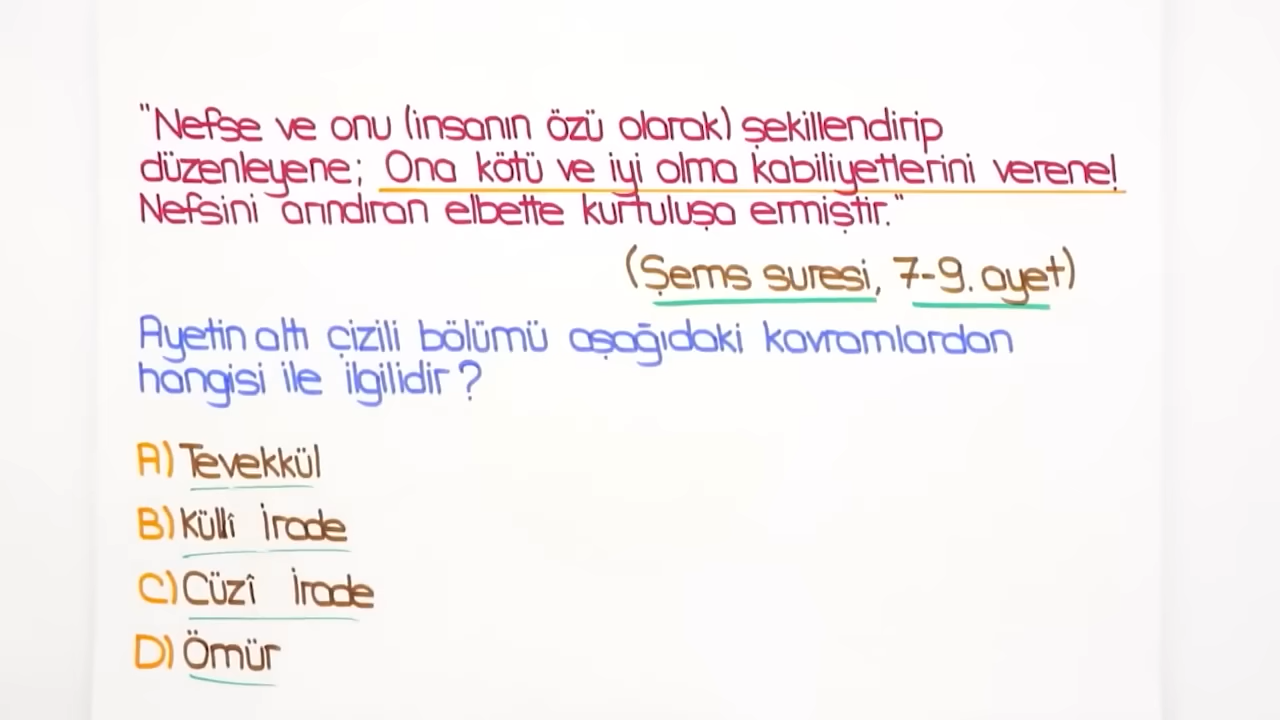 "Nefse ve onu (insanın özü olarak) şekillendirip
düzenleyene; Ona kötü ve iyi olma kabiliyetlerini verene!
Nefsini arındıran elbette kurtuluşa ermiştir."
(Şems suresi, 7-9. ayet)
Ayetin altı çizili bölümü aşağıdaki kavramlardan
hangisi ile ilgilidir?
A) Tevekkül
B) Küllî İrade
C) Cüzî İrade
D) Ömür